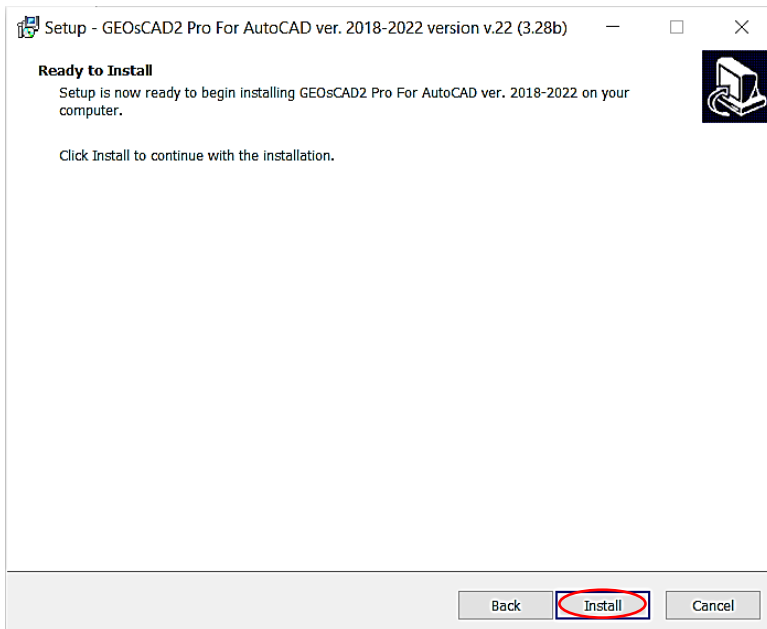 Setup - GEOsCAD2 Pro For AutoCAD ver. 2018-2022 version v.22 (3.28b)
Ready to Install
Setup is now ready to begin installing GEOsCAD2 Pro For AutoCAD ver. 2018-2022 on your
computer.
Click Install to continue with the installation.
Back Install Cancel